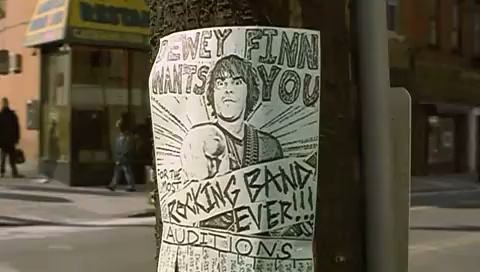 DEWEY FINN
WANTS YOU
FOR THE
MOST
ROCKING BAND
EVER!!!
AUDITIONS